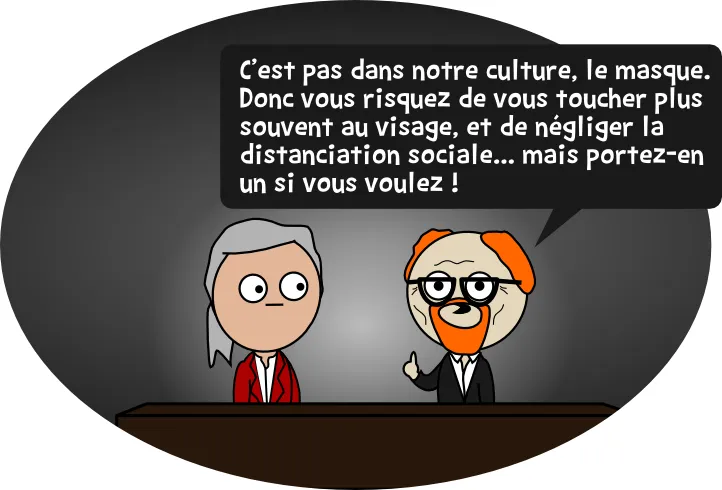 C'est pas dans notre culture, le masque.
Donc vous risquez de vous toucher plus
souvent au visage, et de négliger la
distanciation sociale... mais portez-en
un si vous voulez !